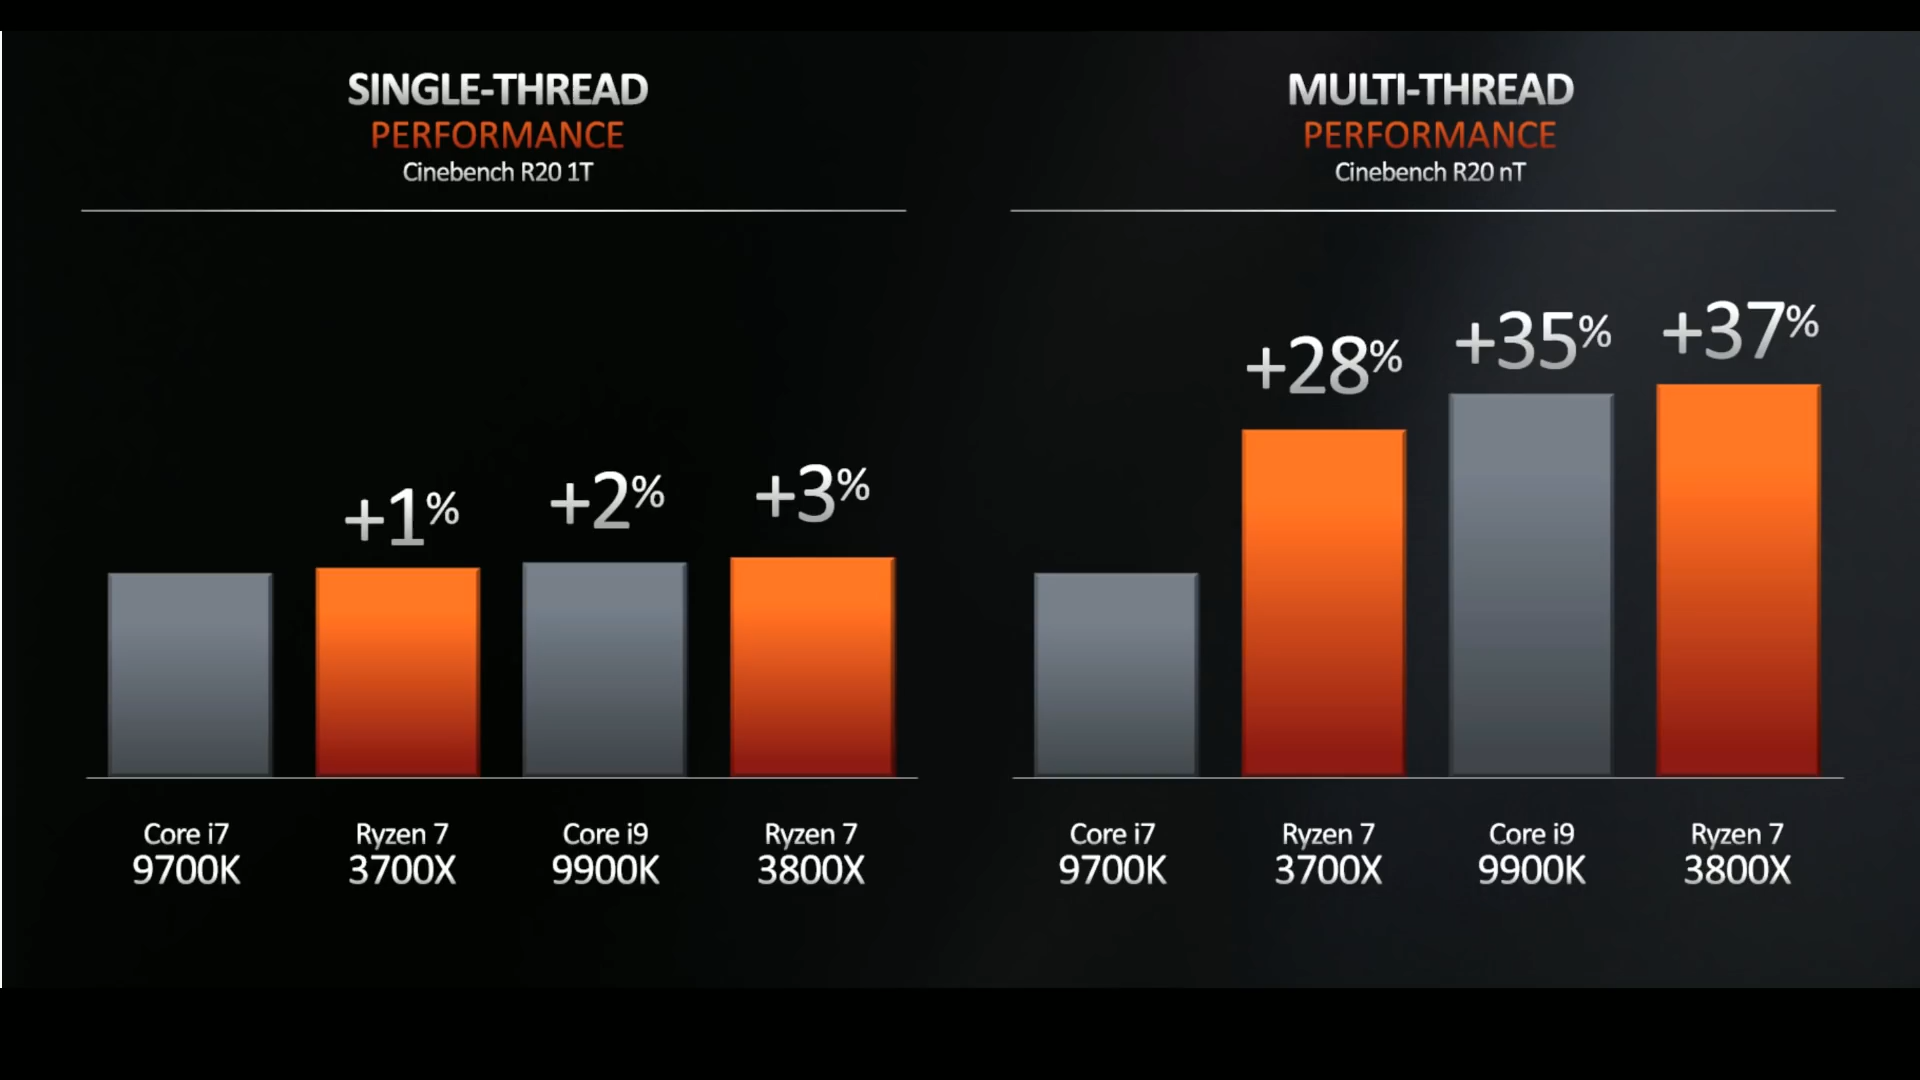 SINGLE-THREAD
PERFORMANCE
Cinebench R20 1T
+1%
+2%
+3%
Core i7
9700K
Ryzen 7
3700X
Core i9
9900K
Ryzen 7
3800X
MULTI-THREAD
PERFORMANCE
Cinebench R20 nT
+28%
+35%
+37%
Core i7
9700K
Ryzen 7
3700X
Core i9
9900K
Ryzen 7
3800X